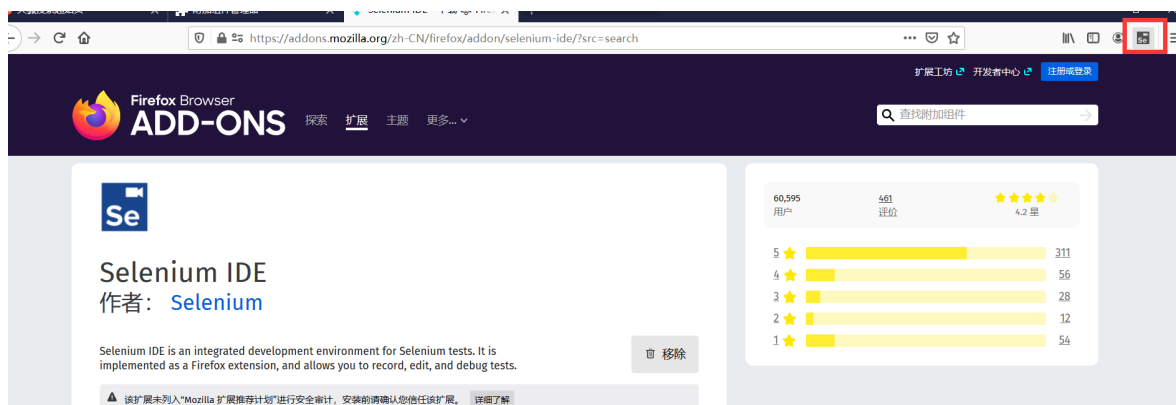 https://addons.mozilla.org/zh-CN/firefox/addon/selenium-ide/?src=search
Se
扩展工坊 开发者中心 注册或登录
Firefox Browser
ADD-ONS 探索 扩展 主题 更多...
查找附加组件
Se
60,595 461
用户 评价 4.2 星
5 311
4 56
3 28
2 12
1 54
Selenium IDE
作者： Selenium
Selenium IDE is an integrated development environment for Selenium tests. It is
implemented as a Firefox extension, and allows you to record, edit, and debug tests.
移除
该扩展未列入“Mozilla 扩展推荐计划”进行安全审计，安装前请确认您信任该扩展。 详细了解